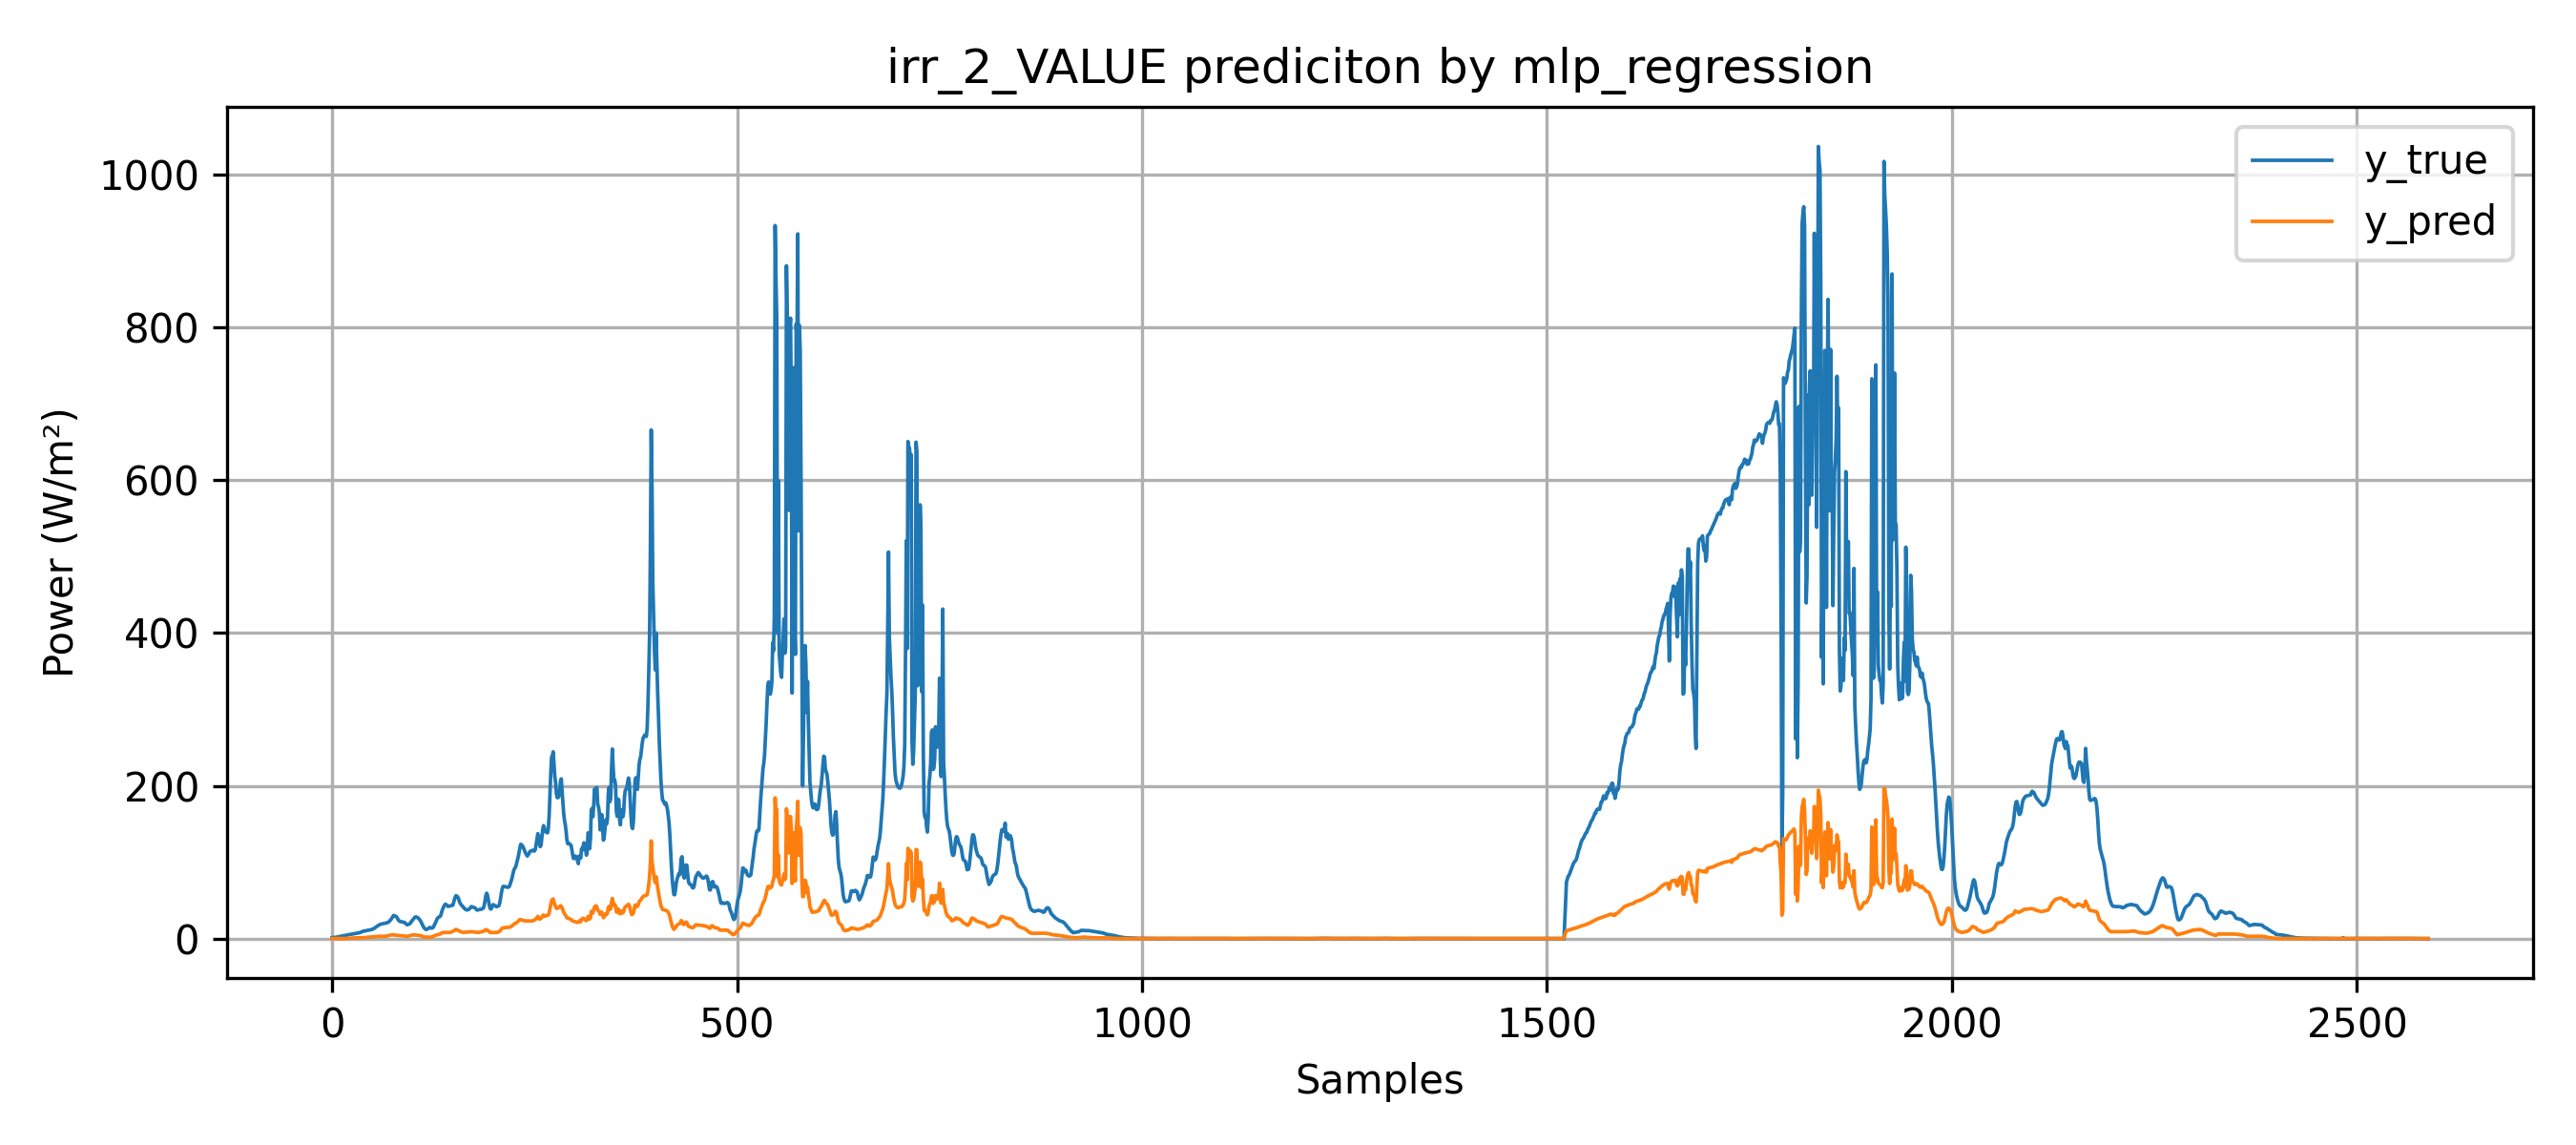 irr_2_VALUE prediciton by mlp_regression
y_true
y_pred
Power (W/m²)
1000
800
600
400
200
0
0 500 1000 1500 2000 2500
Samples